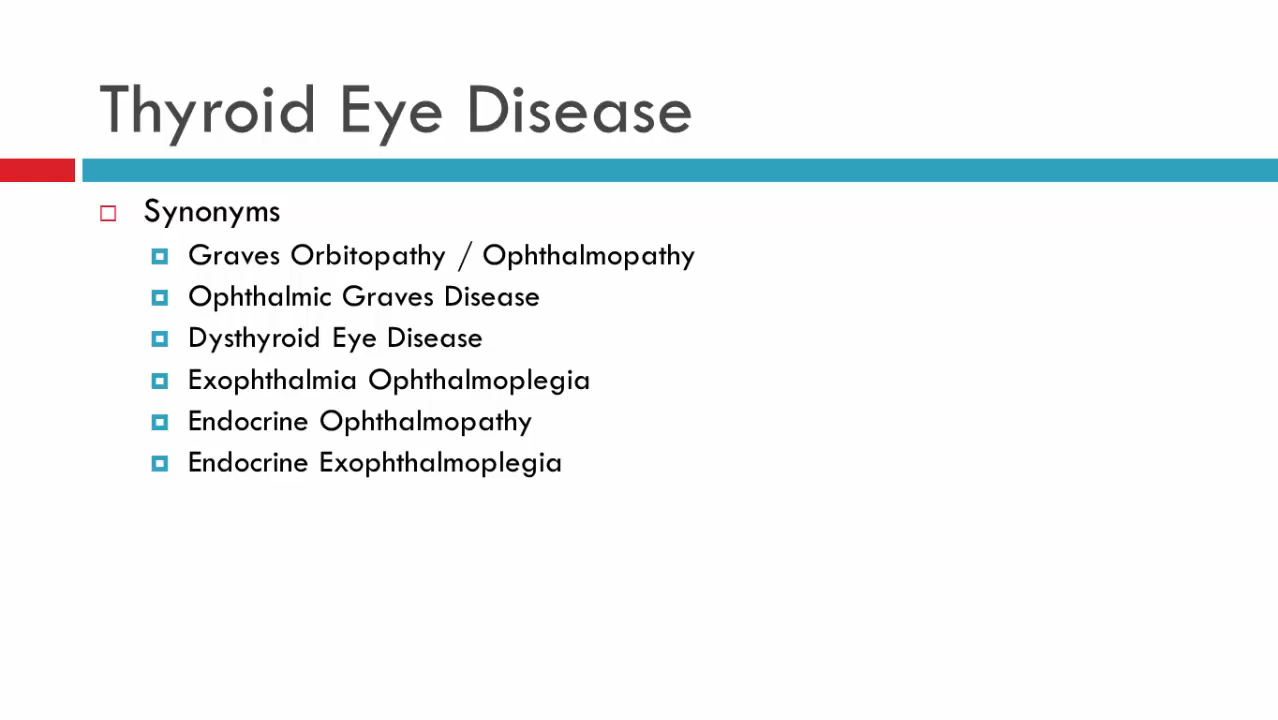 Thyroid Eye Disease
Synonyms
Graves Orbitopathy / Ophthalmopathy
Ophthalmic Graves Disease
Dysthyroid Eye Disease
Exophthalmia Ophthalmoplegia
Endocrine Ophthalmopathy
Endocrine Exophthalmoplegia